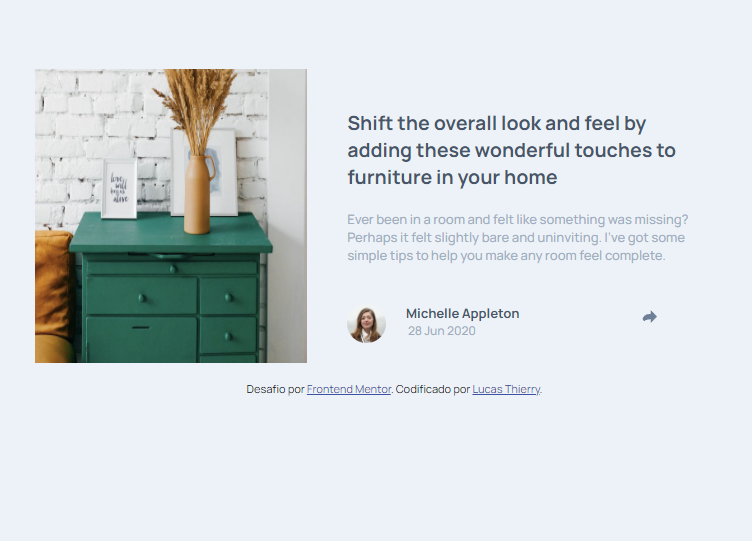 love
will
alive
Shift the overall look and feel by
adding these wonderful touches to
furniture in your home
Ever been in a room and felt like something was missing?
Perhaps it felt slightly bare and uninviting. I've got some
simple tips to help you make any room feel complete.
Michelle Appleton
28 Jun 2020
Desafio por Frontend Mentor. Codificado por Lucas Thierry.